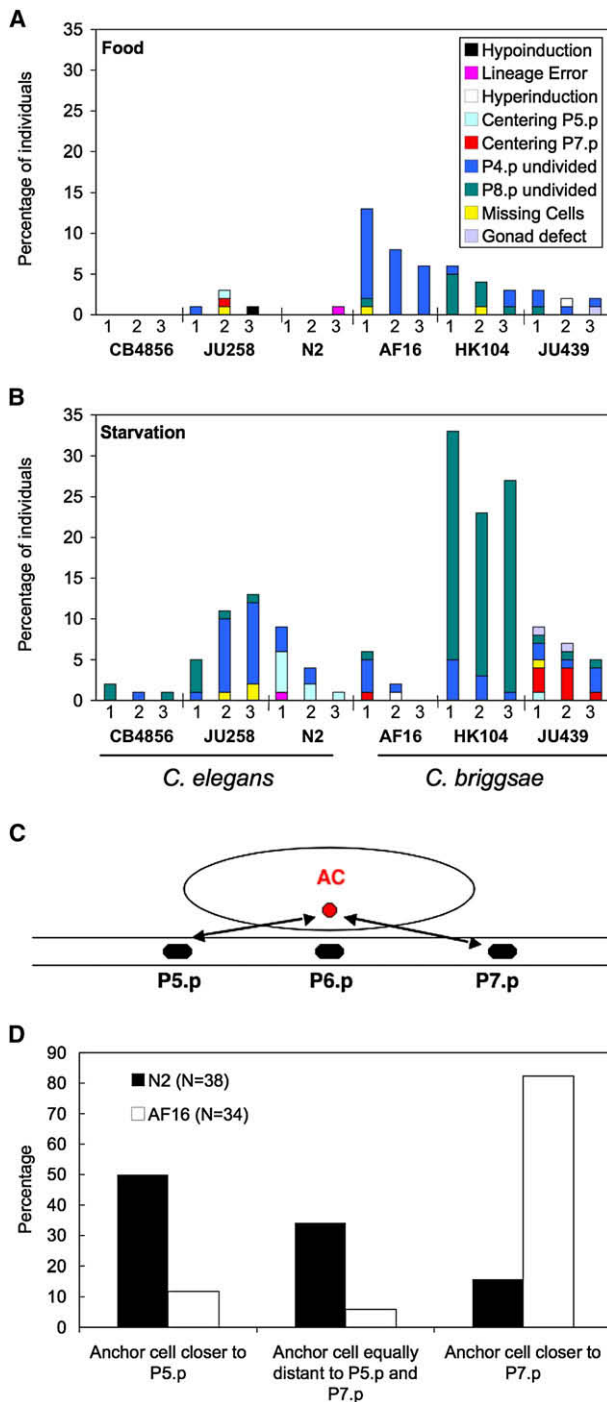 A
Food
Percentage of individuals
35
30
25
20
15
10
5
0
Hypoinduction
Lineage Error
Hyperinduction
Centering P5.p
Centering P7.p
P4.p undivided
P8.p undivided
Missing Cells
Gonad defect
1 2 3 1 2 3 1 2 3 1 2 3 1 2 3 1 2 3
CB4856 JU258 N2 AF16 HK104 JU439
B
Starvation
Percentage of individuals
35
30
25
20
15
10
5
0
1 2 3 1 2 3 1 2 3 1 2 3 1 2 3 1 2 3
CB4856 JU258 N2 AF16 HK104 JU439
C. elegans C. briggsae
C
AC
P5.p P6.p P7.p
D
Percentage
90
80
70
60
50
40
30
20
10
0
N2 (N=38)
AF16 (N=34)
Anchor cell closer to
P5.p
Anchor cell equally
distant to P5.p and
P7.p
Anchor cell closer to
P7.p